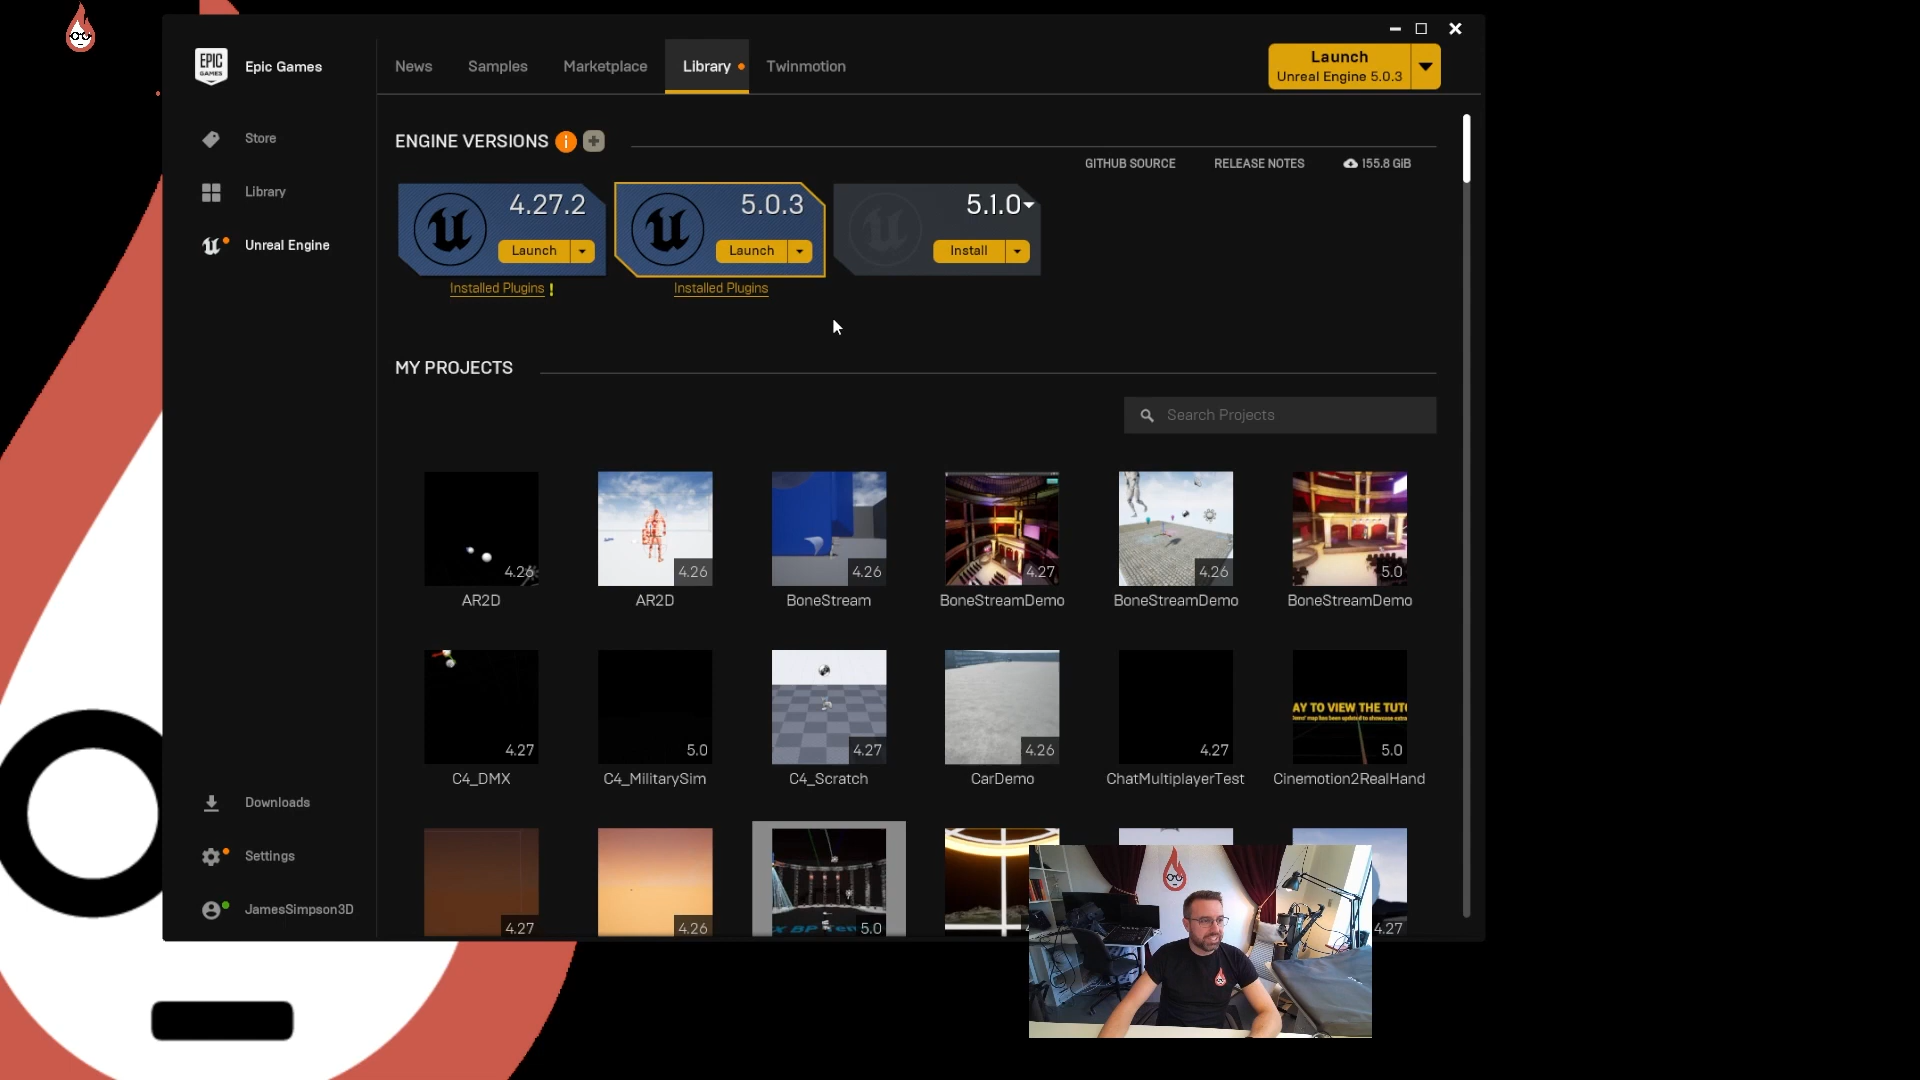 EPIC
GAMES
Epic Games
News
Samples
Marketplace
Library
Twinmotion
Launch
Unreal Engine 5.0.3
Store
Library
Unreal Engine
Downloads
Settings
JamesSimpson3D
ENGINE VERSIONS
GITHUB SOURCE
RELEASE NOTES
155.8 GiB
4.27.2
Launch
Installed Plugins !
5.0.3
Launch
Installed Plugins
5.1.0
Install
MY PROJECTS
Search Projects
4.26
AR2D
4.26
AR2D
4.26
BoneStream
4.27
BoneStreamDemo
4.26
BoneStreamDemo
5.0
BoneStreamDemo
4.27
C4_DMX
5.0
C4_MilitarySim
4.27
C4_Scratch
4.26
CarDemo
4.27
ChatMultiplayerTest
AY TO VIEW THE TUT
5.0
Cinemotion2RealHand
4.27
4.26
5.0
4.27